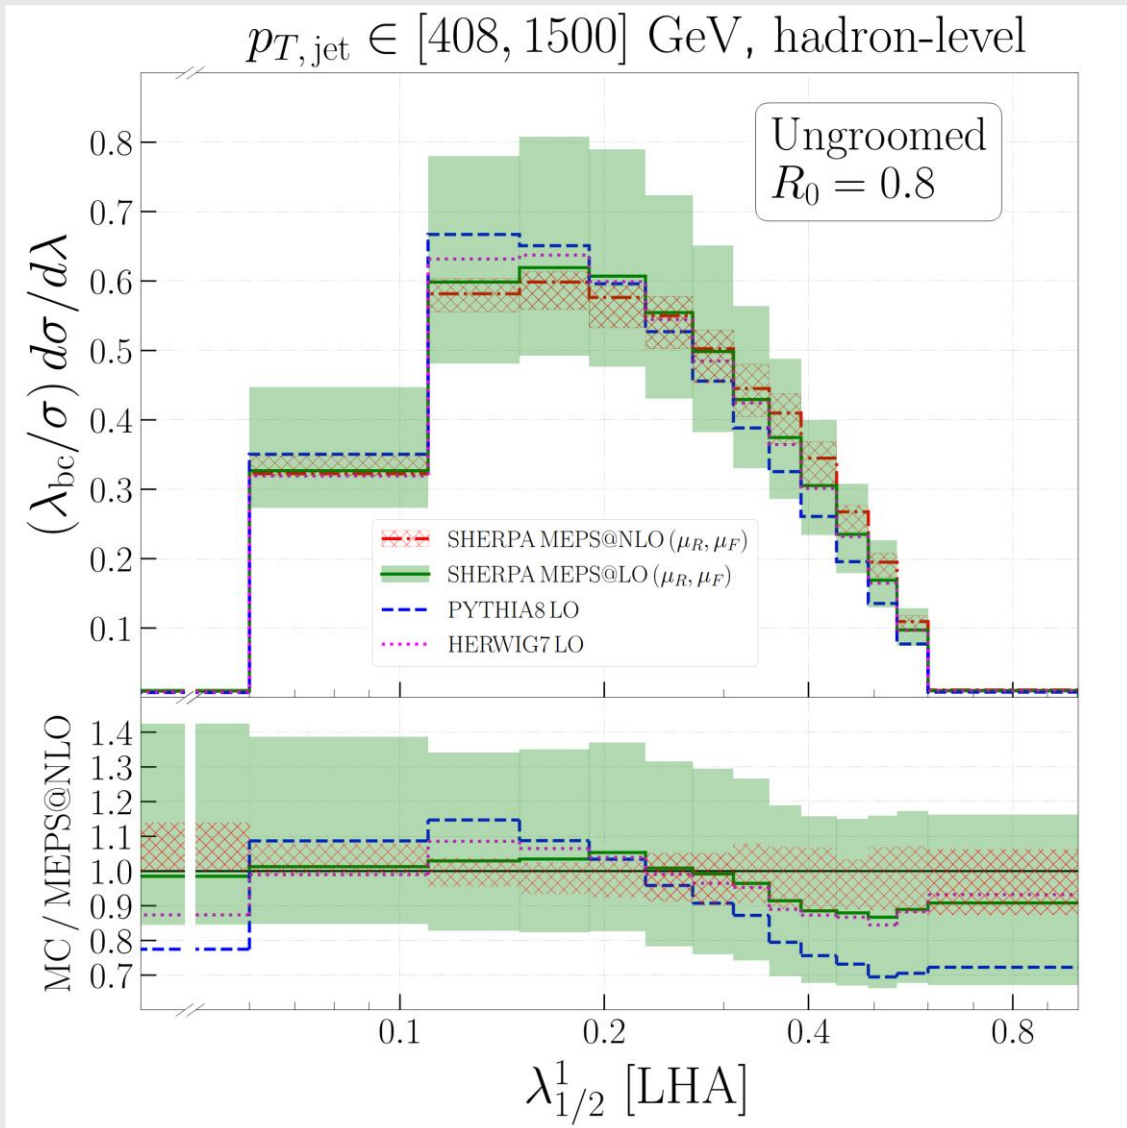 p_{T, jet} ∈ [408, 1500] GeV, hadron-level
(λ_{bc}/σ) dσ/dλ
0.8
0.7
0.6
0.5
0.4
0.3
0.2
0.1
Ungroomed
R_0 = 0.8
SHERPA MEPS@NLO (μ_R, μ_F)
SHERPA MEPS@LO (μ_R, μ_F)
PYTHIA8 LO
HERWIG7 LO
MC / MEPS@NLO
1.4
1.3
1.2
1.1
1.0
0.9
0.8
0.7
0.1 0.2 0.4 0.8
λ^1_{1/2} [LHA]